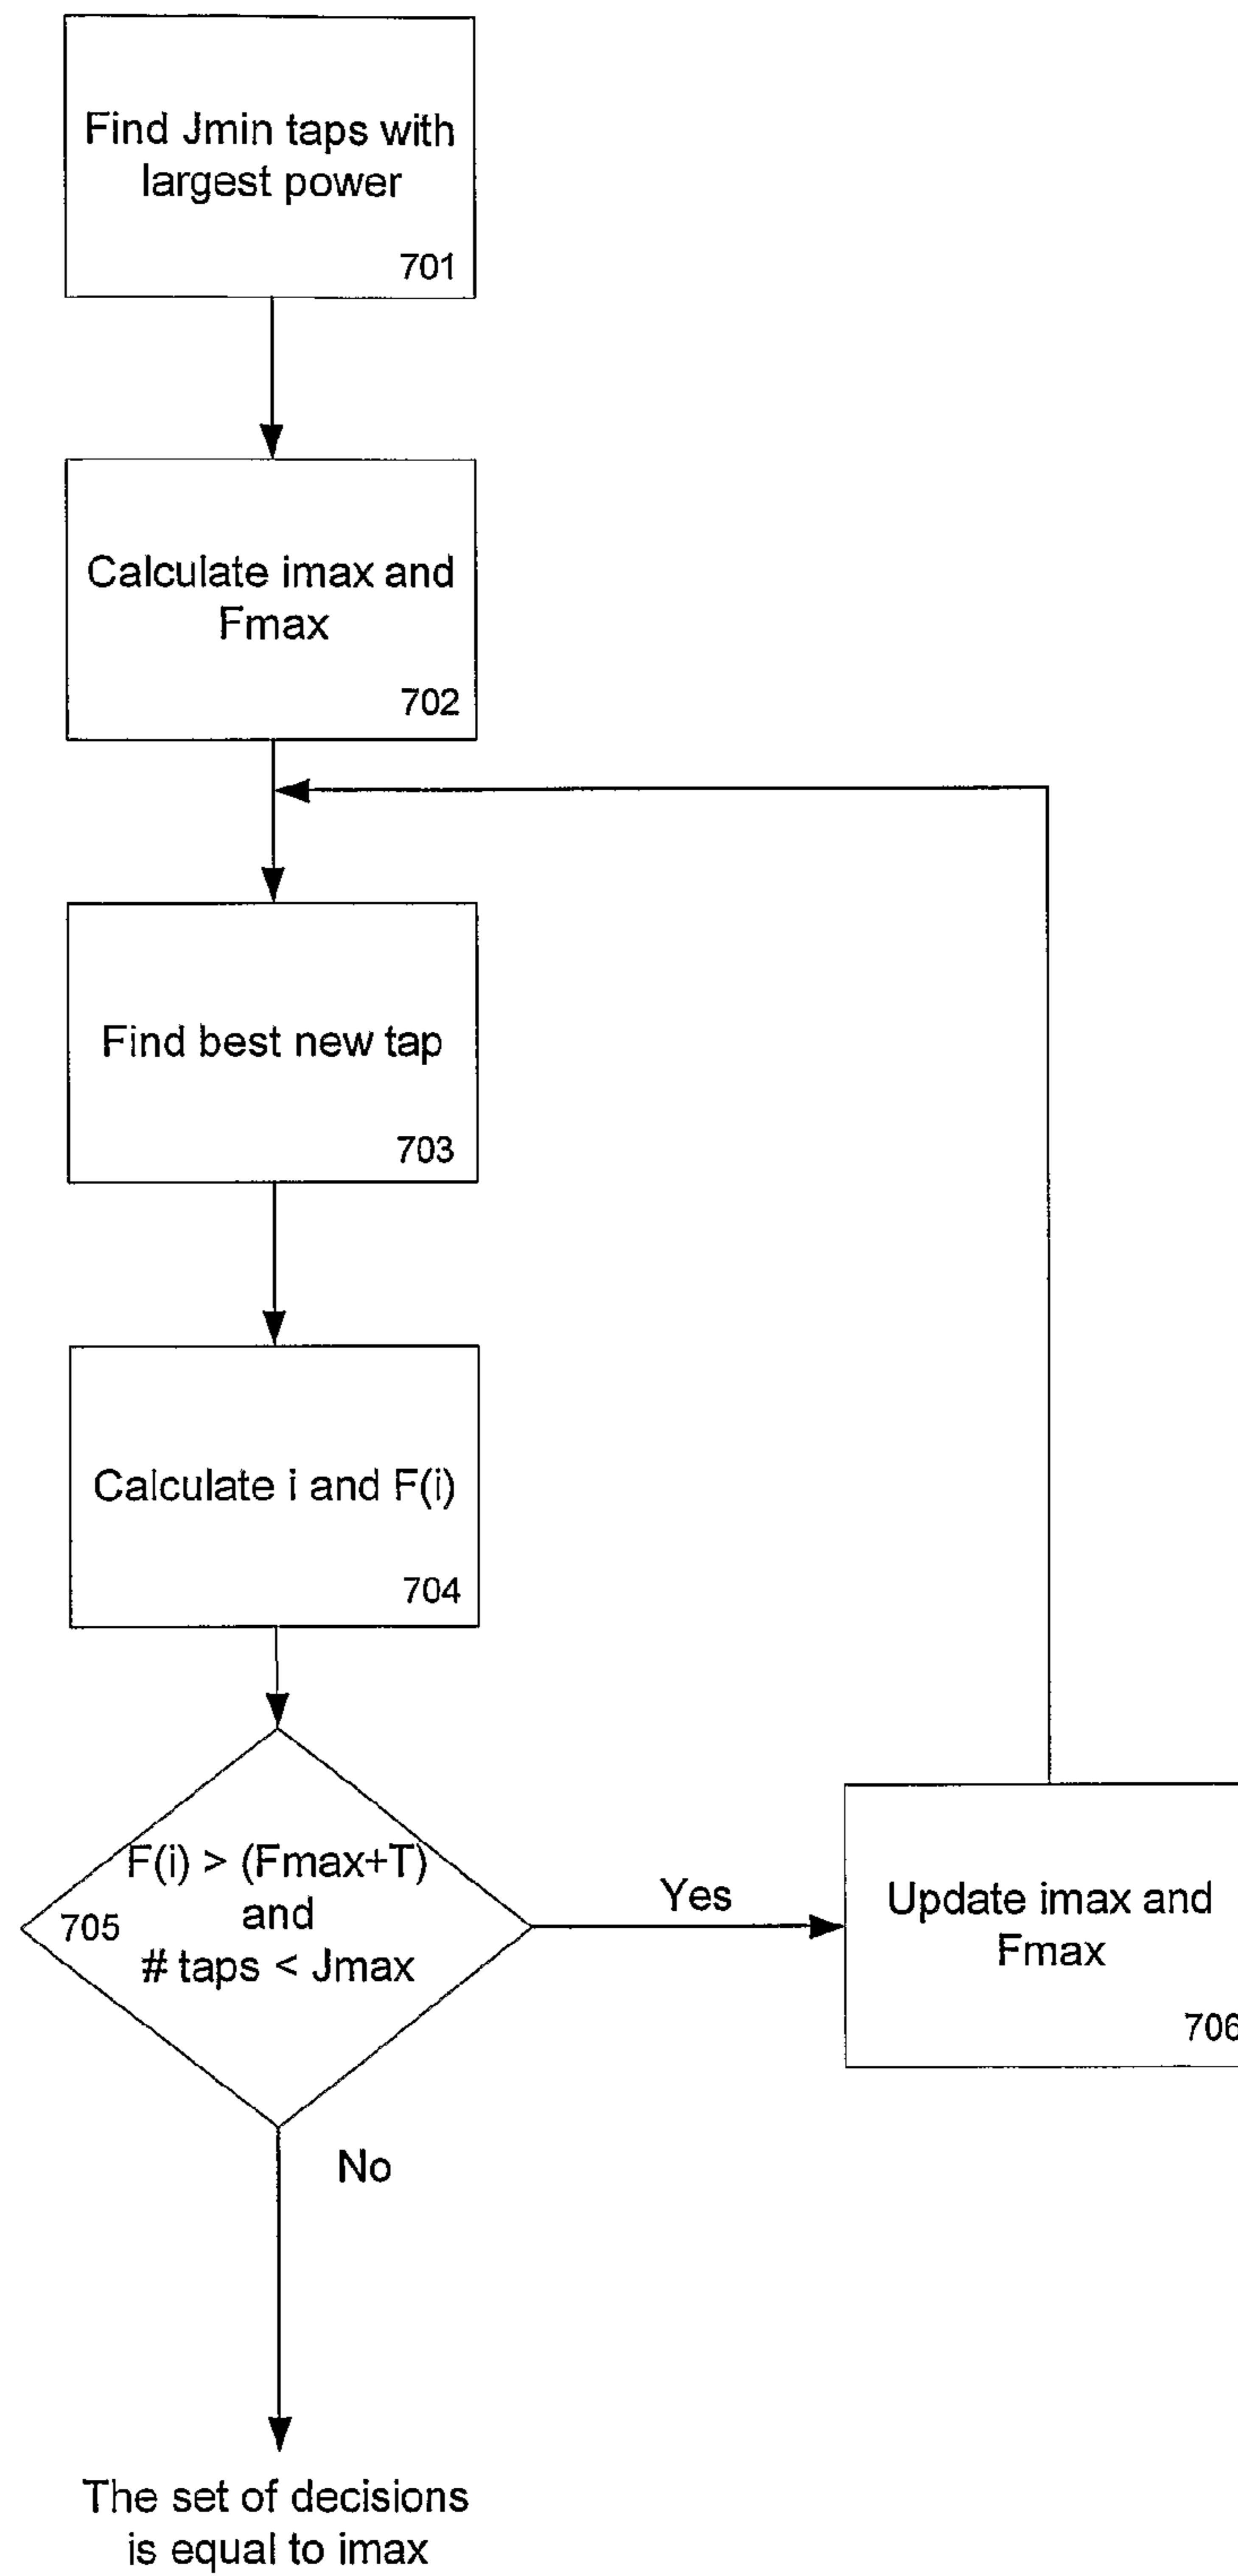 Find Jmin taps with
largest power
701
Calculate imax and
Fmax
702
Find best new tap
703
Calculate i and F(i)
704
F(i) > (Fmax+T)
705
and
# taps < Jmax
Yes
Update imax and
Fmax
706
No
The set of decisions
is equal to imax